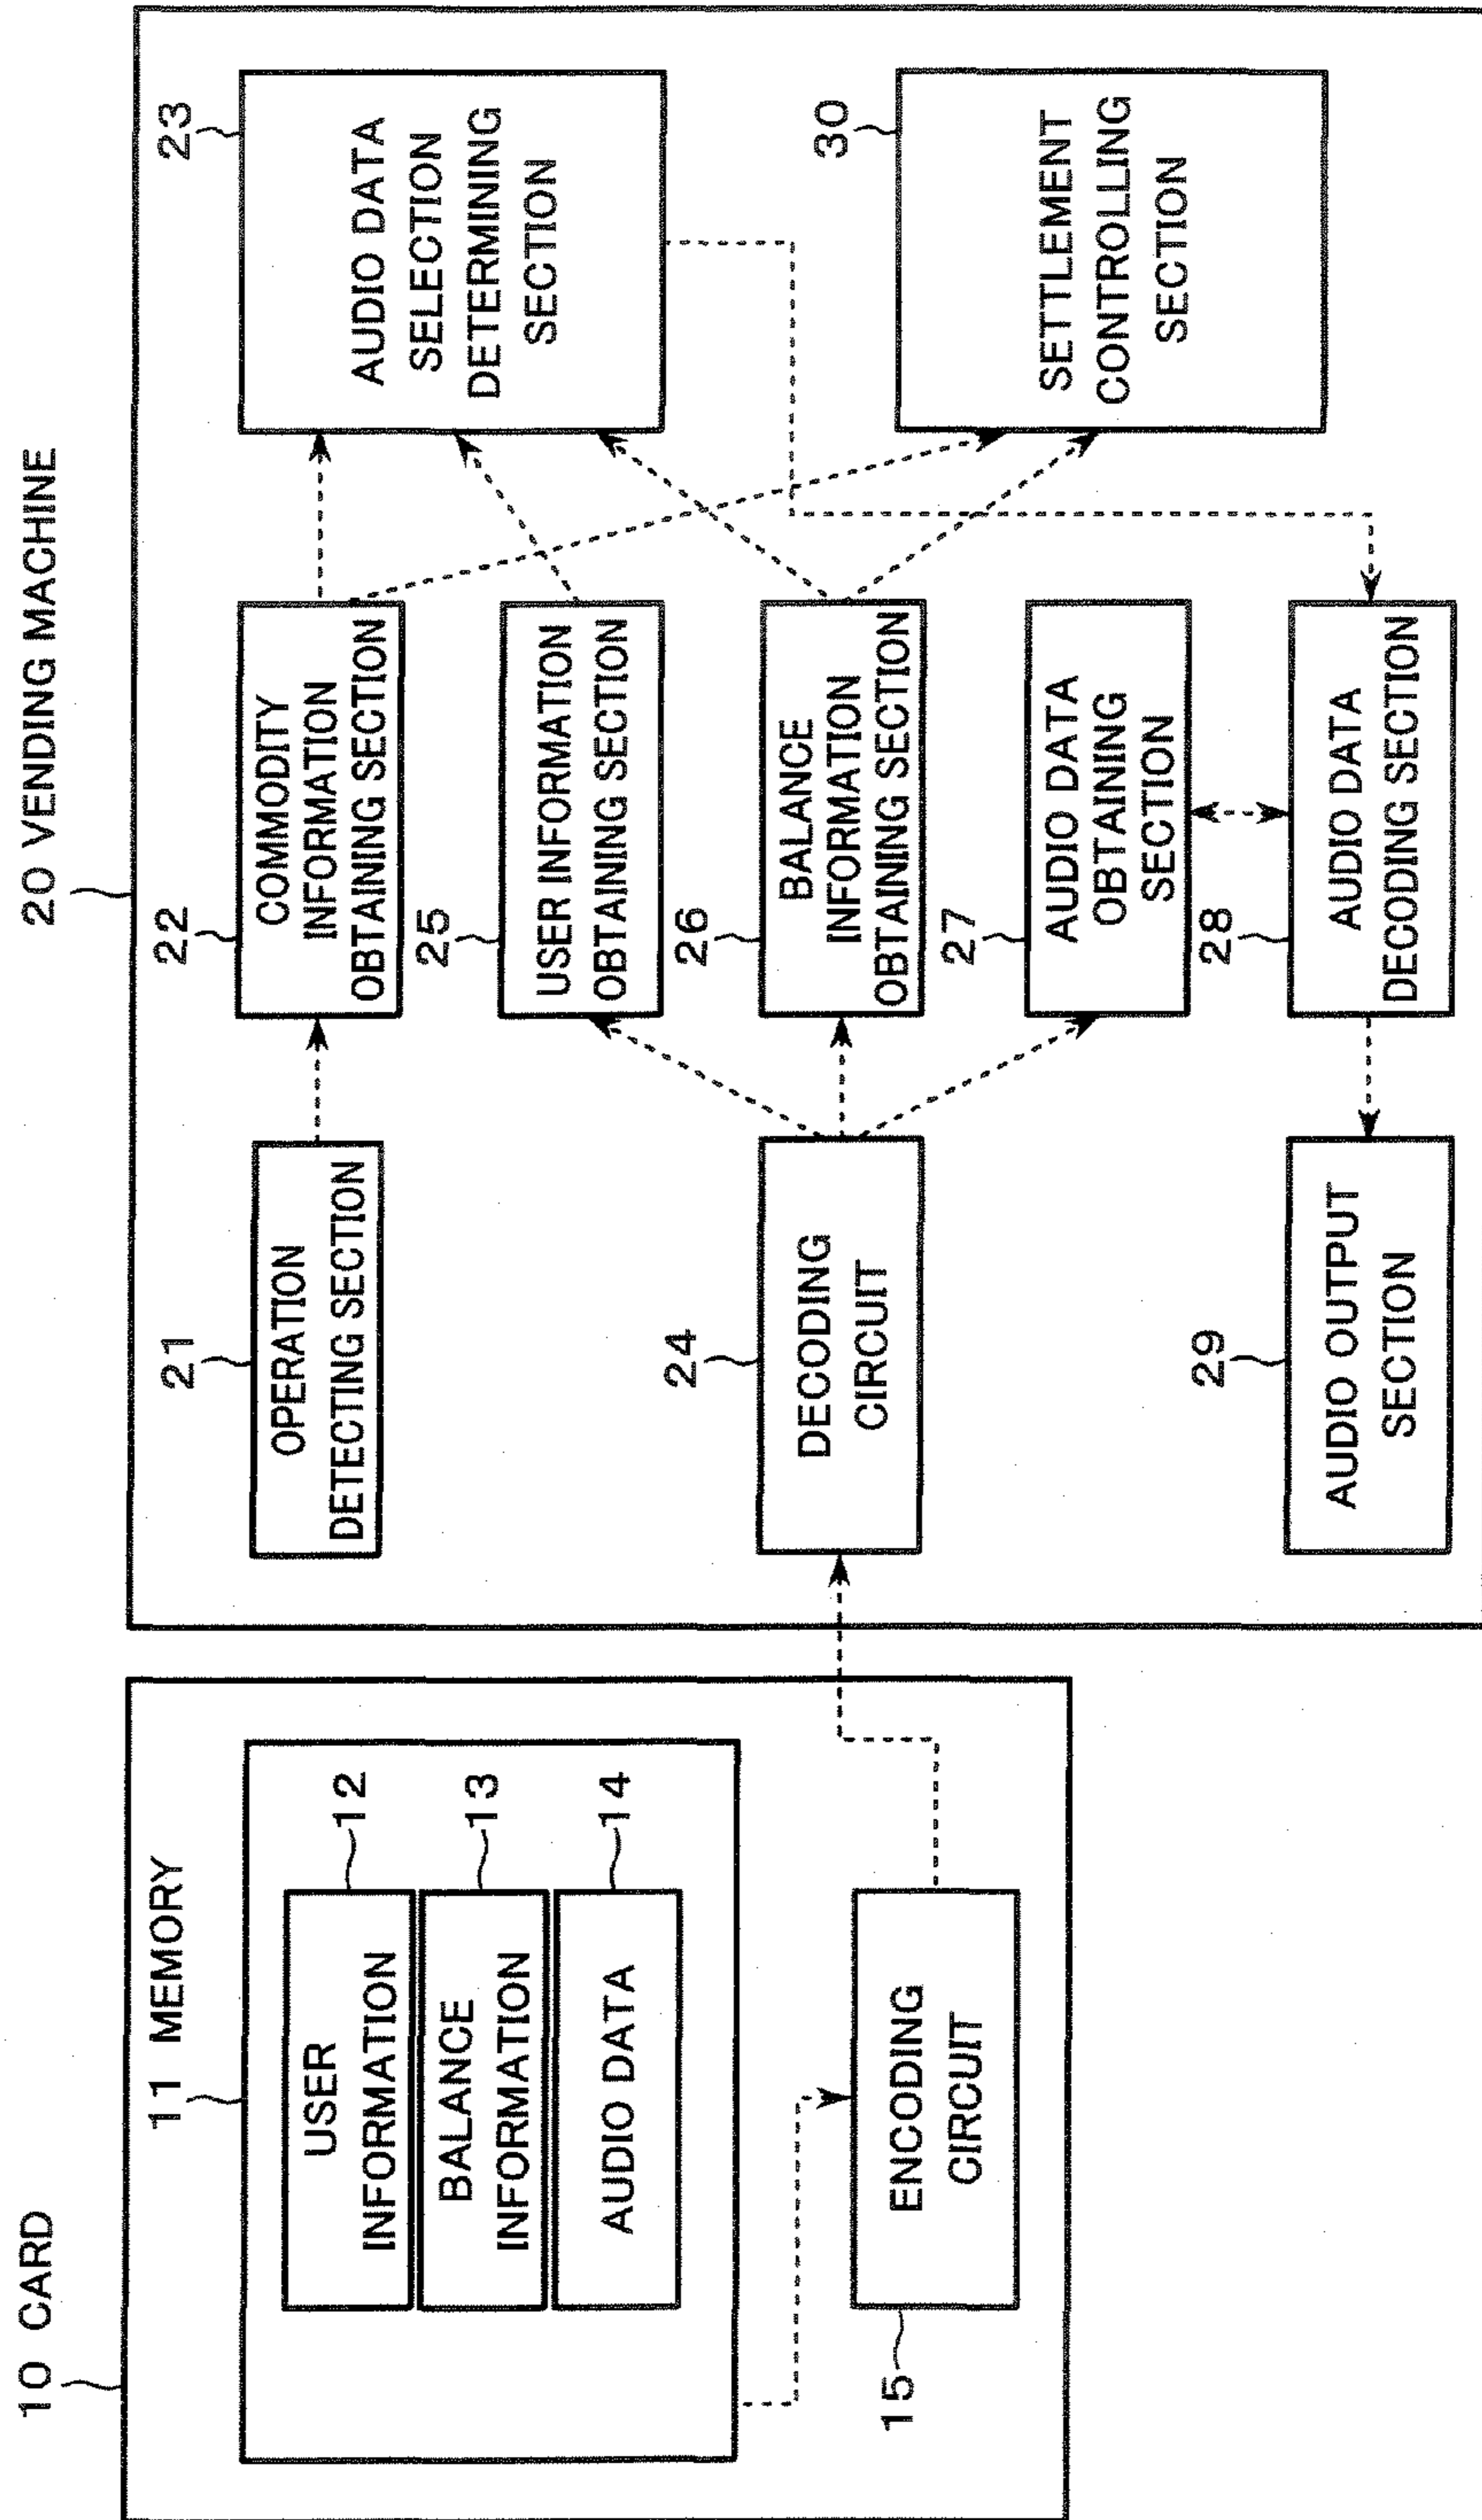 10 CARD
11 MEMORY
USER
INFORMATION
12
BALANCE
INFORMATION
13
AUDIO DATA
14
ENCODING
CIRCUIT
15
20 VENDING MACHINE
21
OPERATION
DETECTING SECTION
22
COMMODITY
INFORMATION
OBTAINING SECTION
23
AUDIO DATA
SELECTION
DETERMINING
SECTION
24
DECODING
CIRCUIT
25
USER INFORMATION
OBTAINING SECTION
26
BALANCE
INFORMATION
OBTAINING SECTION
27
AUDIO DATA
OBTAINING
SECTION
28
AUDIO DATA
DECODING SECTION
29
AUDIO OUTPUT
SECTION
30
SETTLEMENT
CONTROLLING
SECTION